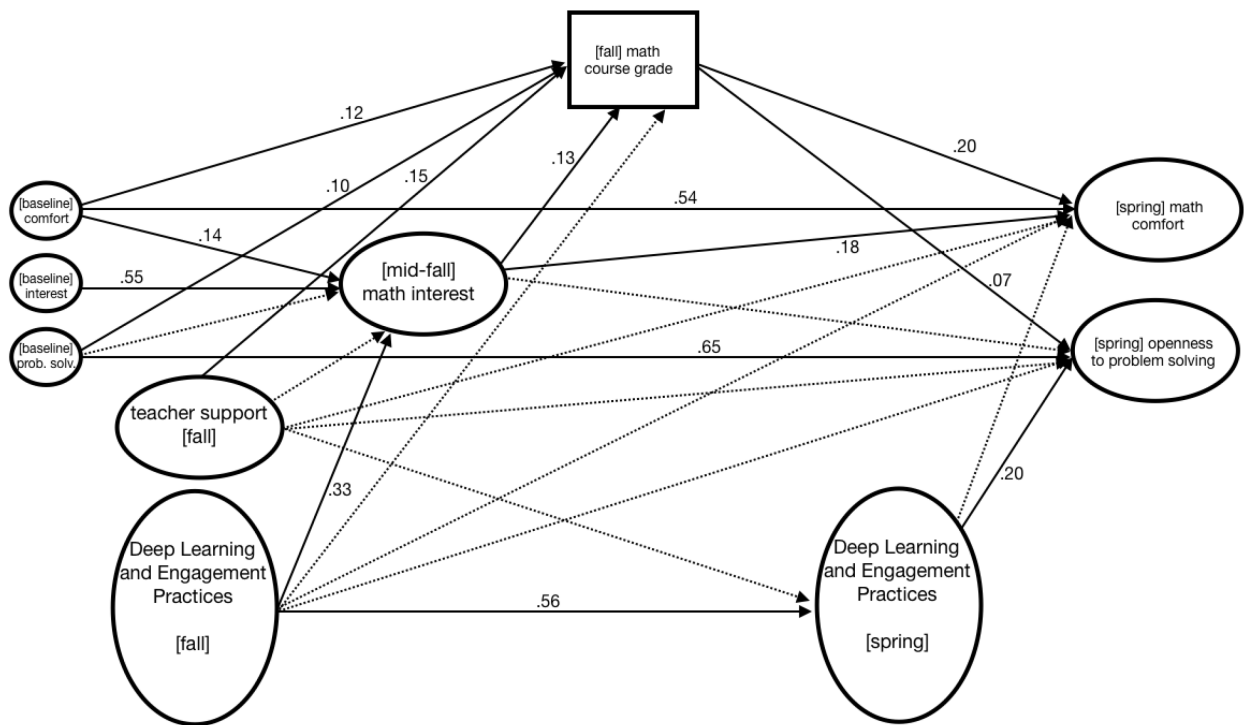 [fall] math
course grade
.12
.20
.13
.10
.15
[baseline]
comfort
.54
[spring] math
comfort
.14
.18
[baseline]
interest
.55
[mid-fall]
math interest
.07
[baseline]
prob. solv.
.65
[spring] openness
to problem solving
teacher support
[fall]
.33
.20
Deep Learning
and Engagement
Practices
[fall]
.56
Deep Learning
and Engagement
Practices
[spring]